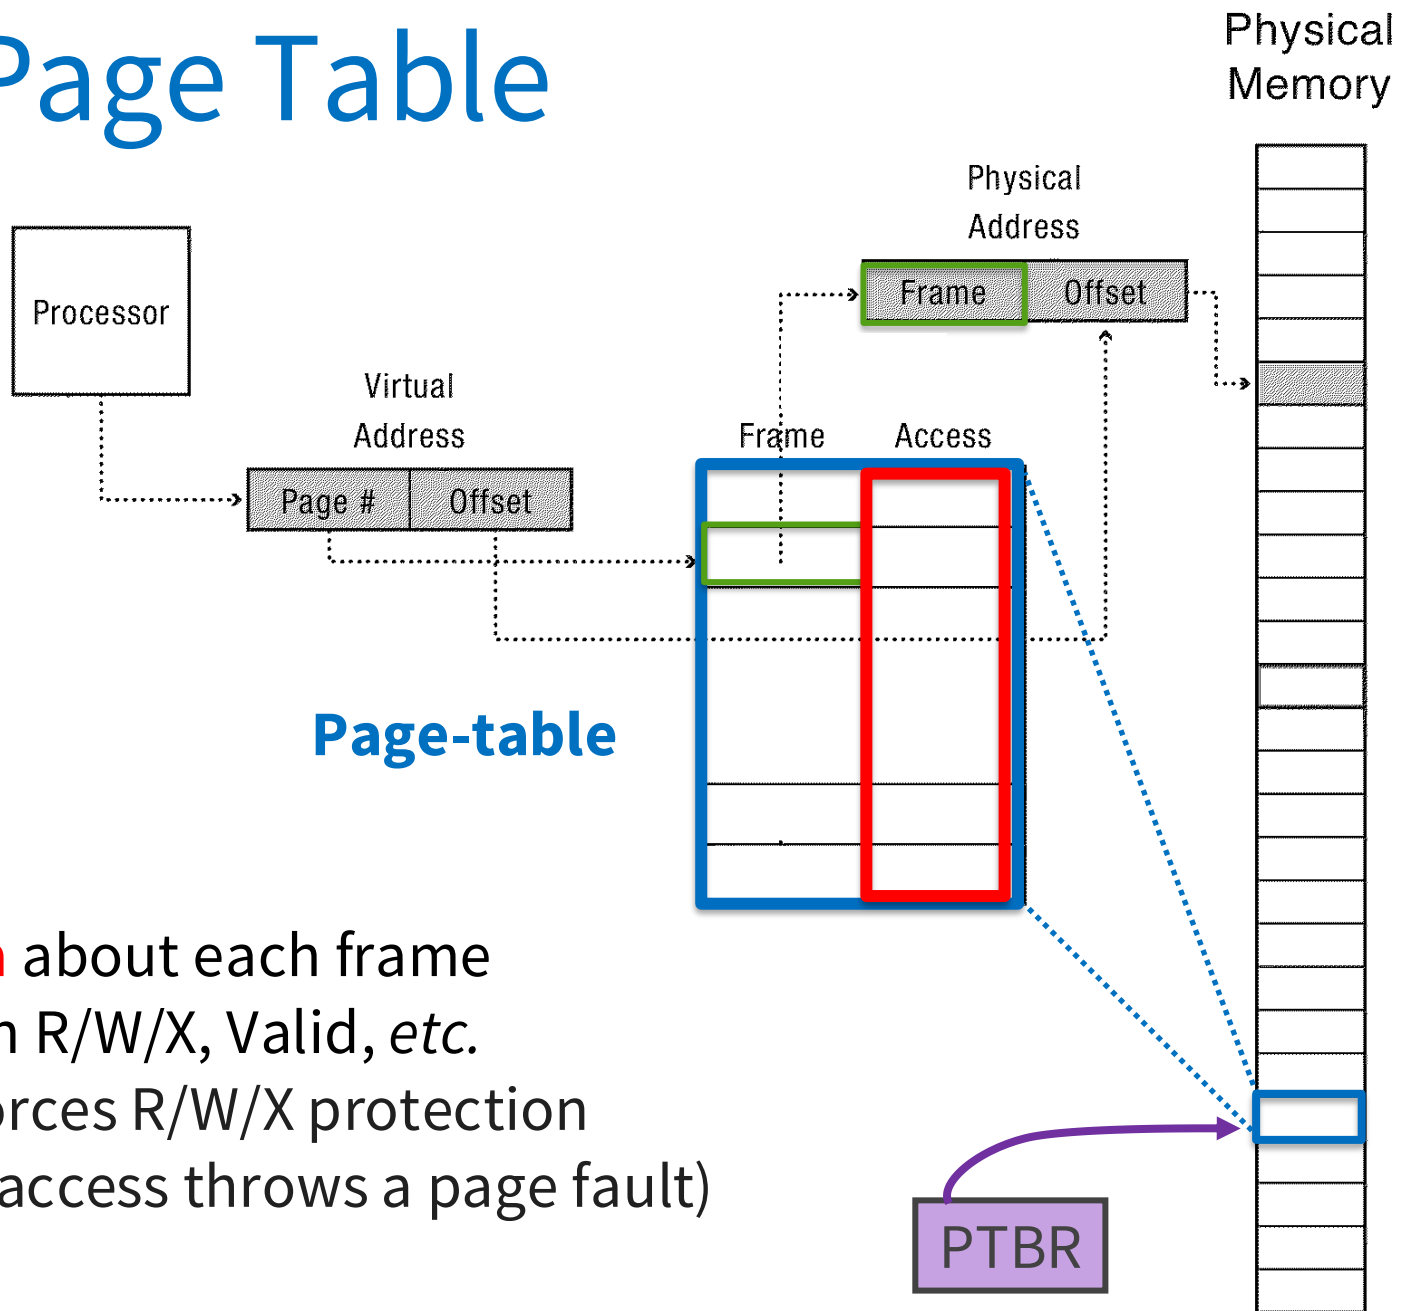 Page Table
Physical
Memory
Physical
Address
Frame Offset
Processor
Virtual
Address
Page # Offset
Frame Access
Page-table
about each frame
R/W/X, Valid, etc.
R/W/X protection
access throws a page fault)
PTBR